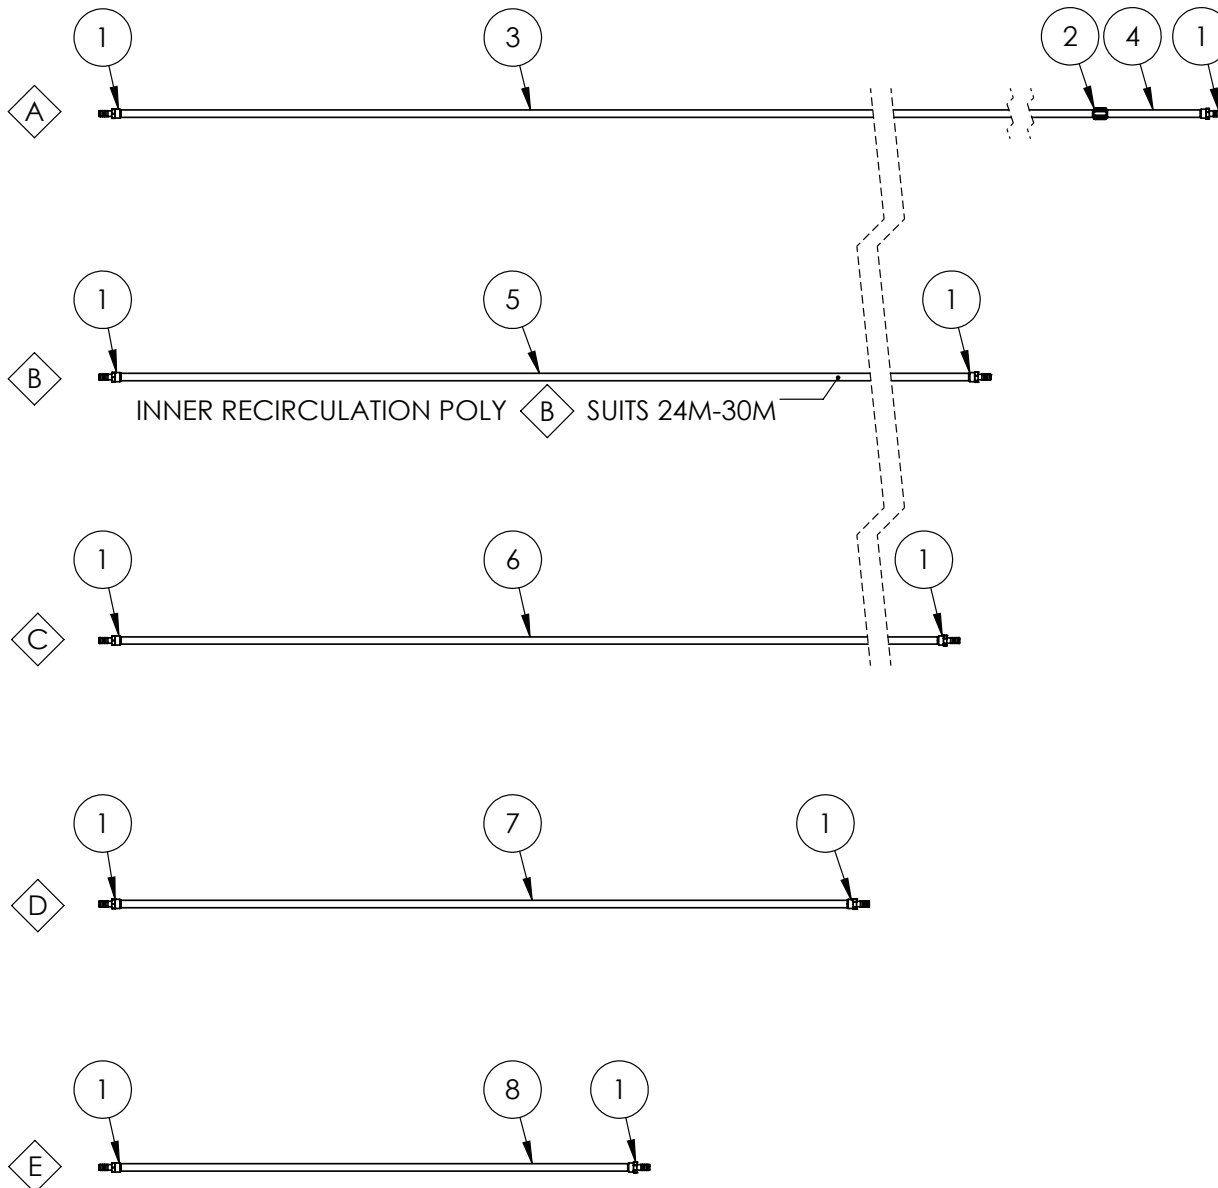 1 3 2 4 1
A
1 5 1
B
INNER RECIRCULATION POLY B SUITS 24M-30M
1 6 1
C
1 7 1
D
1 8 1
E